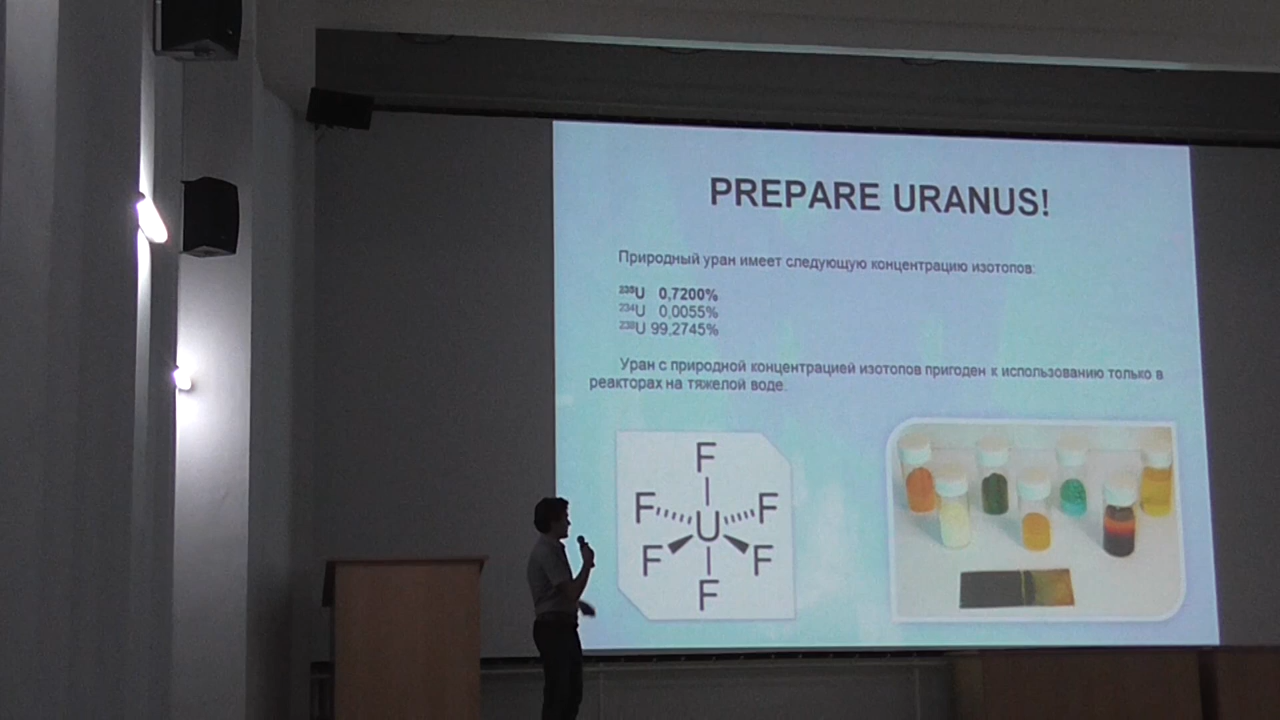 PREPARE URANUS!
Природный уран имеет следующую концентрацию изотопов:
²³⁵U 0,7200%
²³⁴U 0,0055%
²³⁸U 99,2745%
Уран с природной концентрацией изотопов пригоден к использованию только в
реакторах на тяжелой воде.
F
F F
U
F F
F